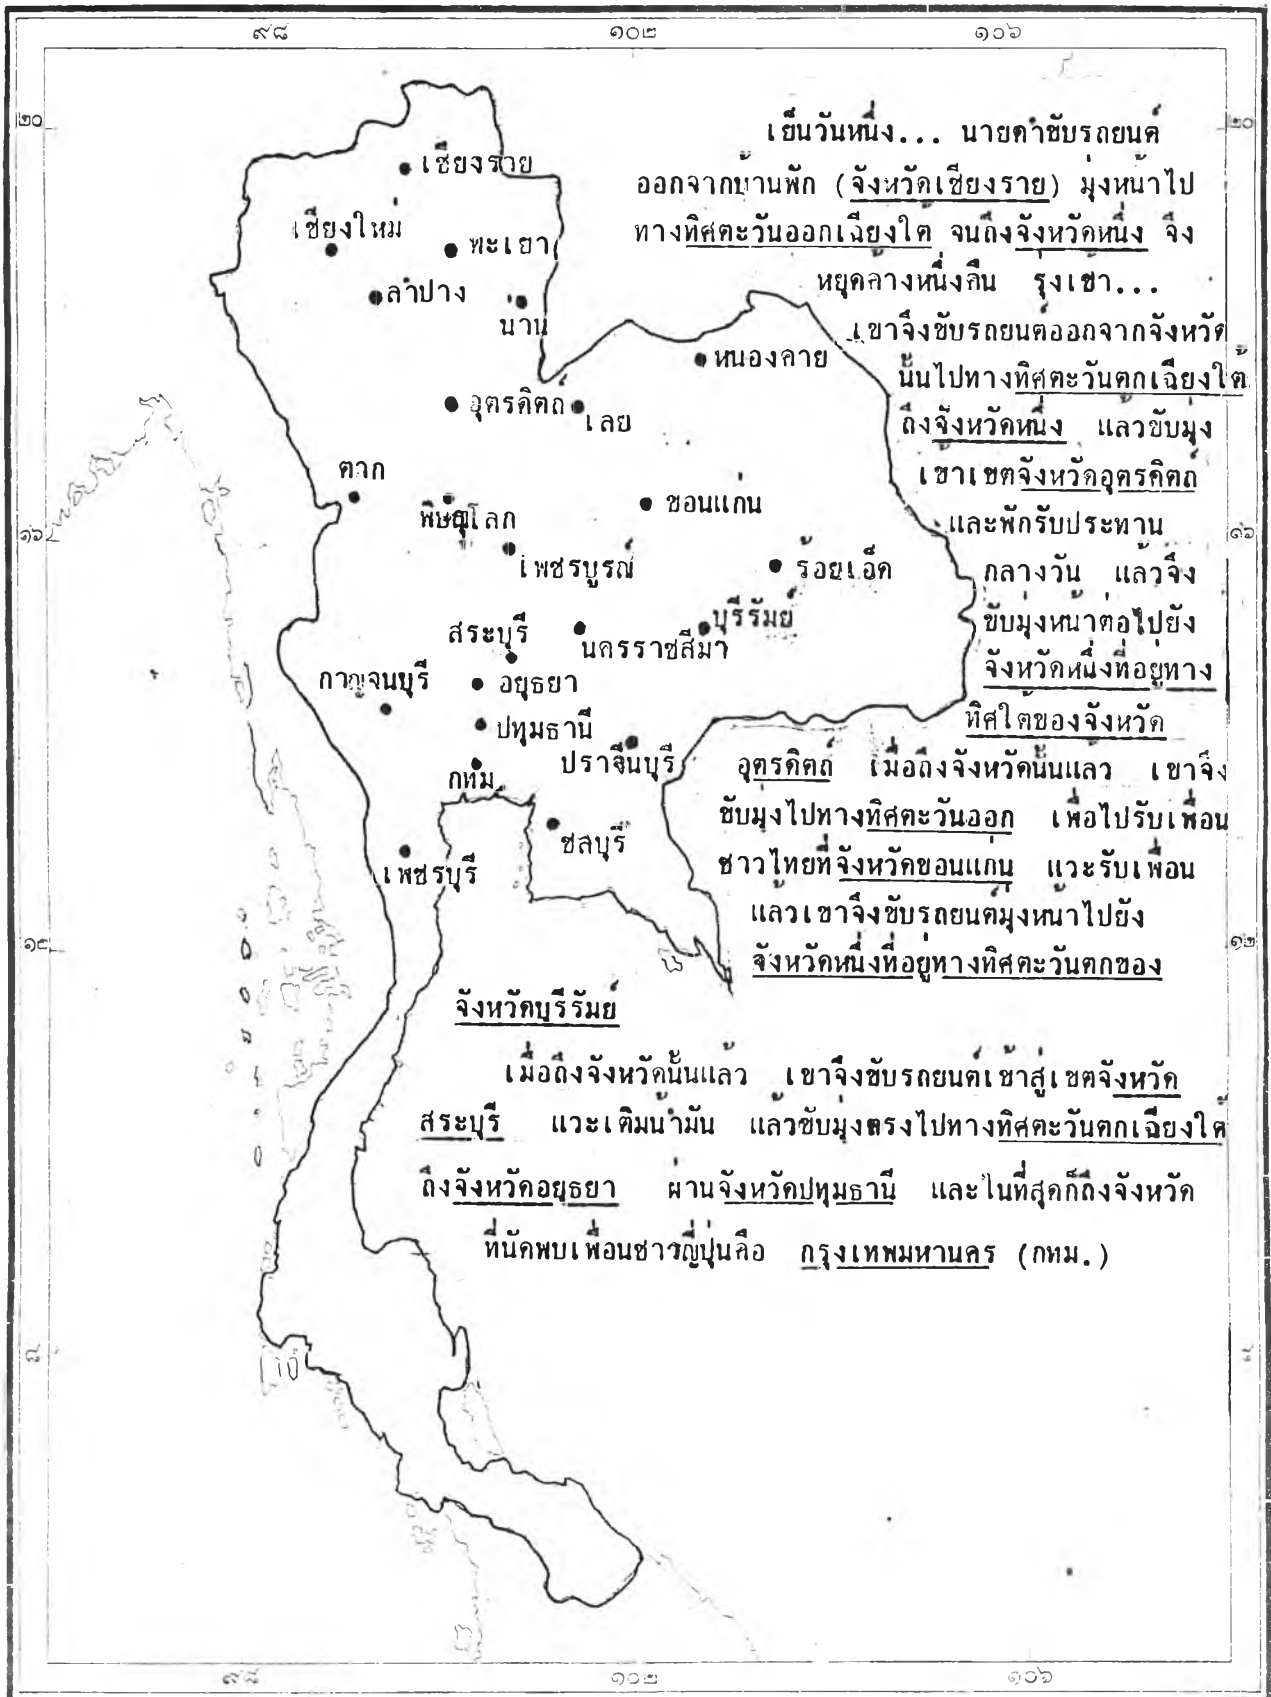 ๙๘ ๑๐๒ ๑๐๖
๒๐ ๒๐
เย็นวันหนึ่ง... นายดำขับรถยนต์
ออกจากบ้านพัก (จังหวัดเชียงราย) มุ่งหน้าไป
ทางทิศตะวันออกเฉียงใต้ จนถึงจังหวัดหนึ่ง จึง
หยุดค้างหนึ่งคืน รุ่งเช้า...
เขาจึงขับรถยนต์ออกจากจังหวัด
นั้นไปทางทิศตะวันตกเฉียงใต้
ถึงจังหวัดหนึ่ง แล้วขับมุ่ง
เข้าเขตจังหวัดอุตรดิตถ์
และพักรับประทาน
กลางวัน แล้วจึง
ขับมุ่งหน้าต่อไปยัง
จังหวัดหนึ่งที่อยู่ทาง
ทิศใต้ของจังหวัด
อุตรดิตถ์ เมื่อถึงจังหวัดนั้นแล้ว เขาจึง
ขับมุ่งไปทางทิศตะวันออก เพื่อไปรับเพื่อน
ชาวไทยที่จังหวัดขอนแก่น แวะรับเพื่อน
แล้วเขาจึงขับรถยนต์มุ่งหน้าไปยัง
จังหวัดหนึ่งที่อยู่ทางทิศตะวันตกของ
จังหวัดบุรีรัมย์
เมื่อถึงจังหวัดนั้นแล้ว เขาจึงขับรถยนต์เข้าสู่เขตจังหวัด
สระบุรี แวะเติมน้ำมัน แล้วขับมุ่งตรงไปทางทิศตะวันตกเฉียงใต้
ถึงจังหวัดอยุธยา ผ่านจังหวัดปทุมธานี และในที่สุดก็ถึงจังหวัด
ที่นัดพบเพื่อนชาวญี่ปุ่นคือ กรุงเทพมหานคร (กทม.)
เชียงราย
เชียงใหม่
พะเยา
ลำปาง
น่าน
หนองคาย
อุตรดิตถ์
เลย
ตาก
ขอนแก่น
พิษณุโลก
๑๖ ๑๖
เพชรบูรณ์
ร้อยเอ็ด
บุรีรัมย์
สระบุรี
นครราชสีมา
กาญจนบุรี
อยุธยา
ปทุมธานี
ปราจีนบุรี
กทม.
ชลบุรี
เพชรบุรี
๑๒
๙๘ ๑๐๒ ๑๐๖